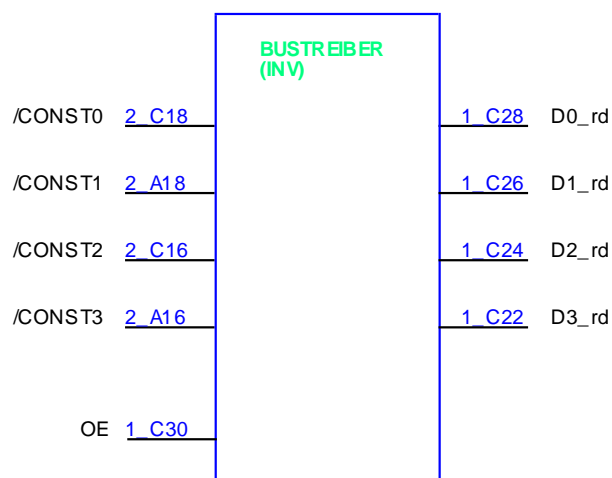 BUSTREIBER
(INV)
/CONST0 2_C18 1_C28 D0_rd
/CONST1 2_A18 1_C26 D1_rd
/CONST2 2_C16 1_C24 D2_rd
/CONST3 2_A16 1_C22 D3_rd
OE 1_C30